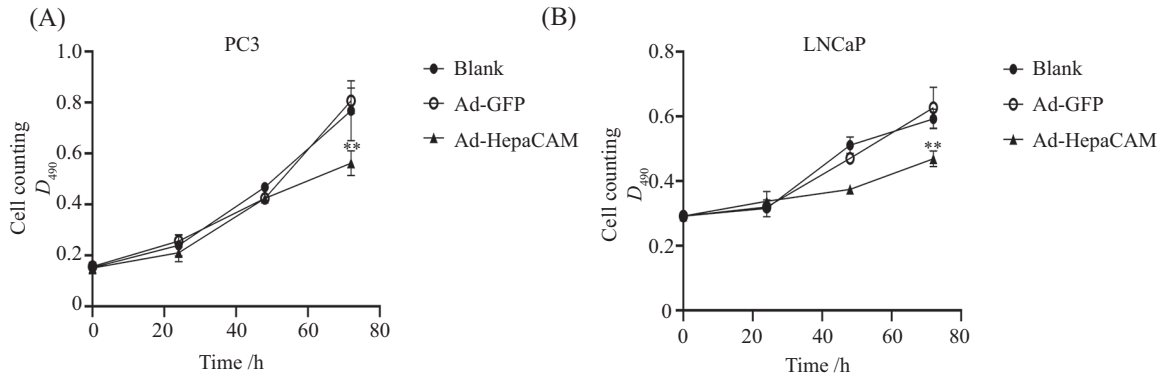 (A)
PC3
1.0
0.8
0.6
0.4
0.2
0
0 20 40 60 80
Time /h
Cell counting
D490
**
Blank
Ad-GFP
Ad-HepaCAM
(B)
LNCaP
0.8
0.6
0.4
0.2
0
0 20 40 60 80
Time /h
Cell counting
D490
**
Blank
Ad-GFP
Ad-HepaCAM